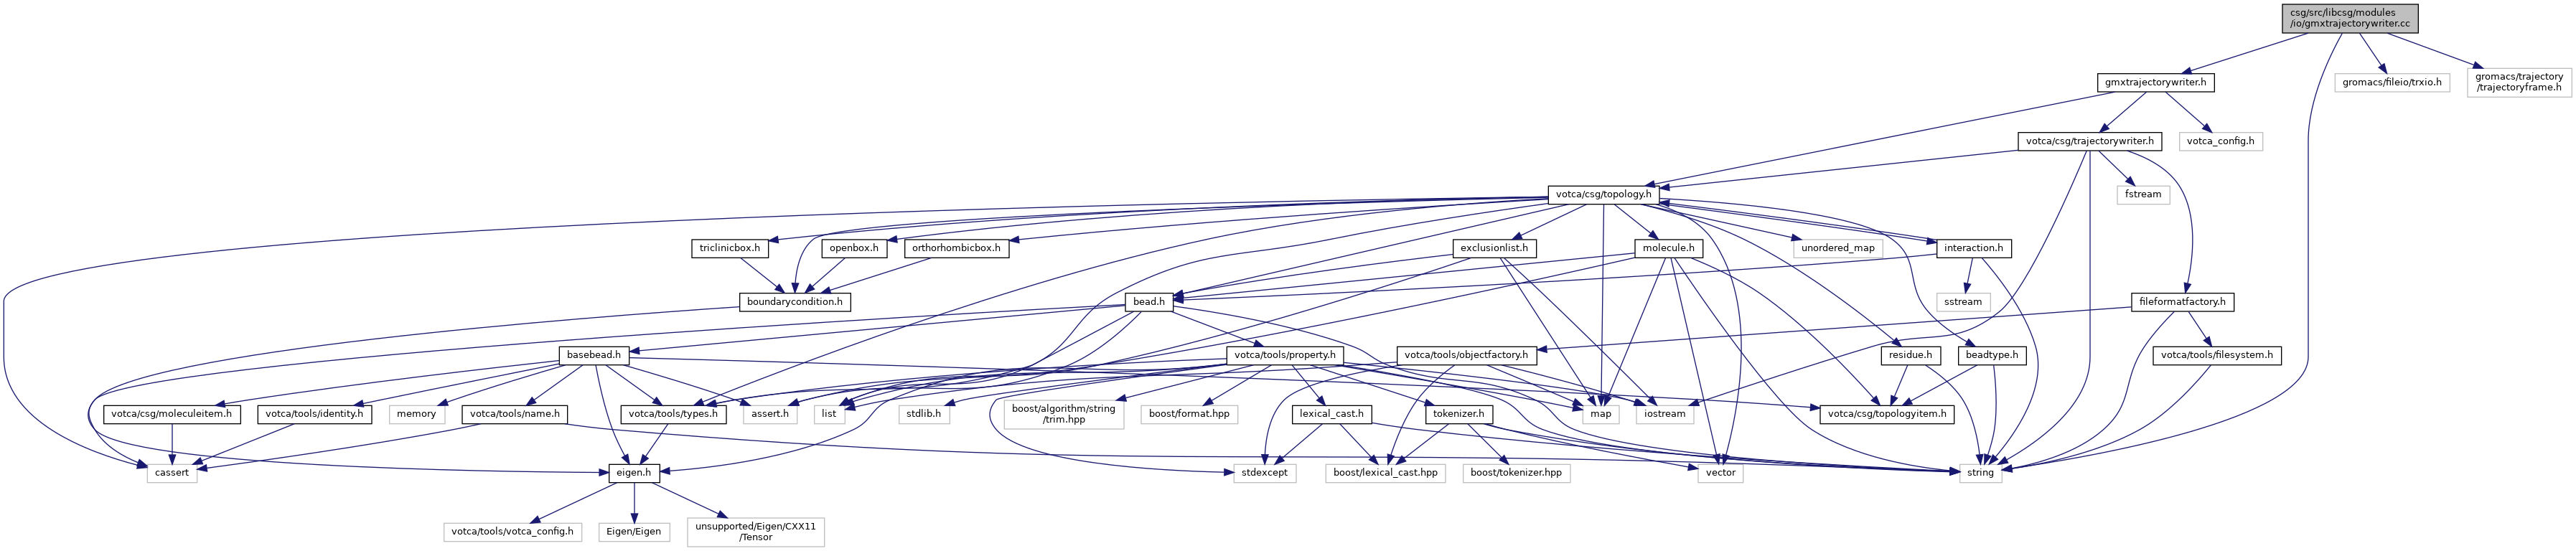 csg/src/libcsg/modules
/io/gmxtrajectorywriter.cc
gmxtrajectorywriter.h
gromacs/fileio/trxio.h
gromacs/trajectory
/trajectoryframe.h
votca/csg/trajectorywriter.h
votca_config.h
votca/csg/topology.h
fstream
triclinicbox.h
openbox.h
orthorhombicbox.h
exclusionlist.h
molecule.h
unordered_map
interaction.h
boundarycondition.h
bead.h
sstream
fileformatfactory.h
basebead.h
votca/tools/property.h
votca/tools/objectfactory.h
residue.h
beadtype.h
votca/tools/filesystem.h
votca/csg/moleculeitem.h
votca/tools/identity.h
memory
votca/tools/name.h
votca/tools/types.h
assert.h
list
stdlib.h
boost/algorithm/string
/trim.hpp
boost/format.hpp
lexical_cast.h
tokenizer.h
map
iostream
votca/csg/topologyitem.h
cassert
eigen.h
stdexcept
boost/lexical_cast.hpp
boost/tokenizer.hpp
vector
string
votca/tools/votca_config.h
Eigen/Eigen
unsupported/Eigen/CXX11
/Tensor